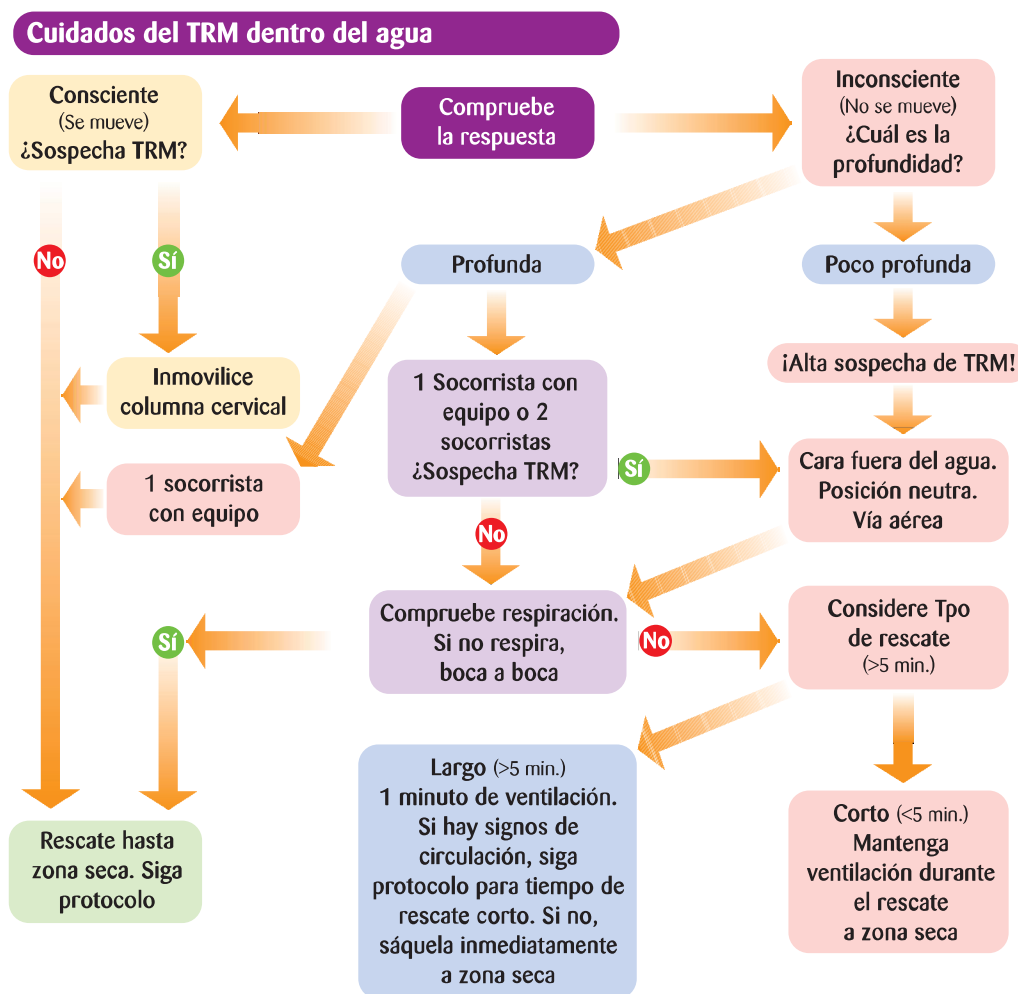 Cuidados del TRM dentro del agua
Consciente
(Se mueve)
¿Sospecha TRM?
Compruebe
la respuesta
Inconsciente
(No se mueve)
¿Cuál es la
profundidad?
No
Sí
Profunda
Poco profunda
Inmovilice
columna cervical
1 Socorrista con
equipo o 2
socorristas
¿Sospecha TRM?
¡Alta sospecha de TRM!
Sí
Cara fuera del agua.
Posición neutra.
Vía aérea
1 socorrista
con equipo
No
Compruebe respiración.
Si no respira,
boca a boca
Sí
No
Considere Tpo
de rescate
(>5 min.)
Largo (>5 min.)
1 minuto de ventilación.
Si hay signos de
circulación, siga
protocolo para tiempo de
rescate corto. Si no,
sáquela inmediatamente
a zona seca
Corto (<5 min.)
Mantenga
ventilación durante
el rescate
a zona seca
Rescate hasta
zona seca. Siga
protocolo